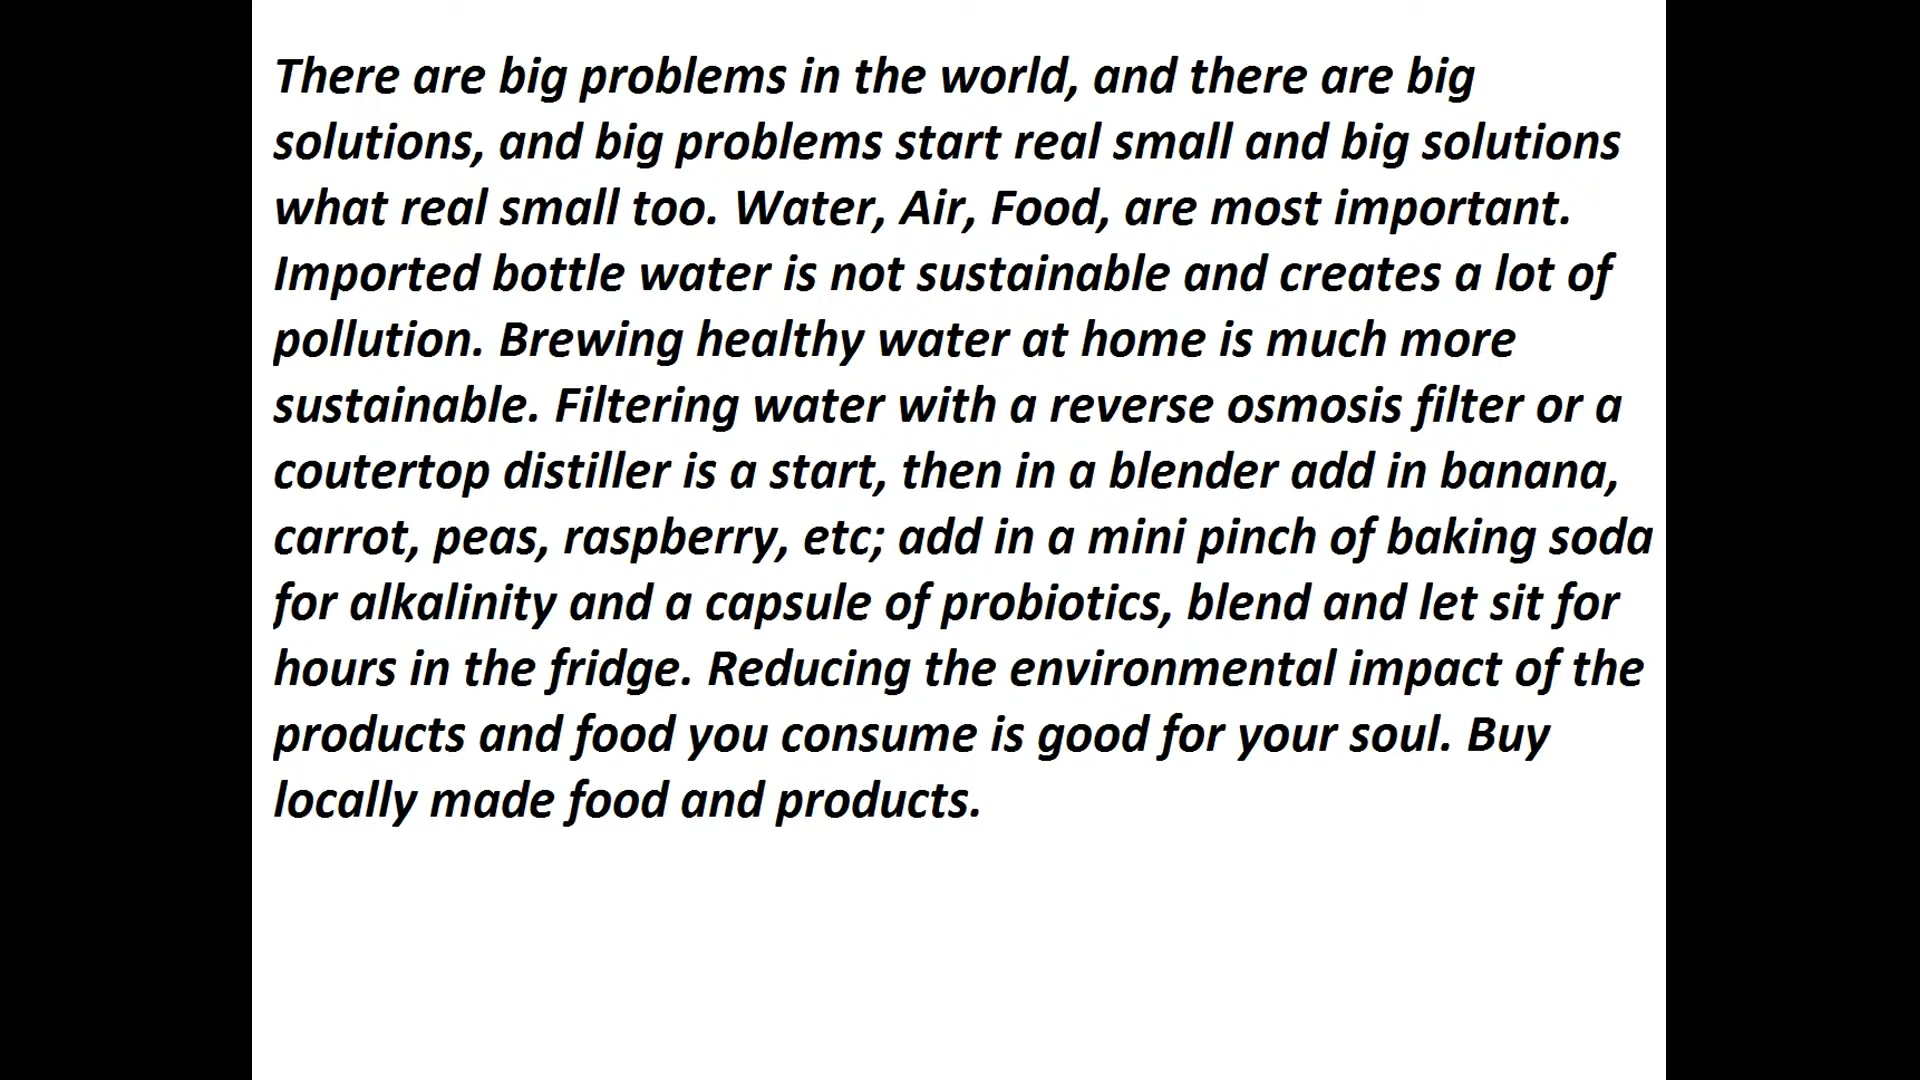 There are big problems in the world, and there are big
solutions, and big problems start real small and big solutions
what real small too. Water, Air, Food, are most important.
Imported bottle water is not sustainable and creates a lot of
pollution. Brewing healthy water at home is much more
sustainable. Filtering water with a reverse osmosis filter or a
coutertop distiller is a start, then in a blender add in banana,
carrot, peas, raspberry, etc; add in a mini pinch of baking soda
for alkalinity and a capsule of probiotics, blend and let sit for
hours in the fridge. Reducing the environmental impact of the
products and food you consume is good for your soul. Buy
locally made food and products.